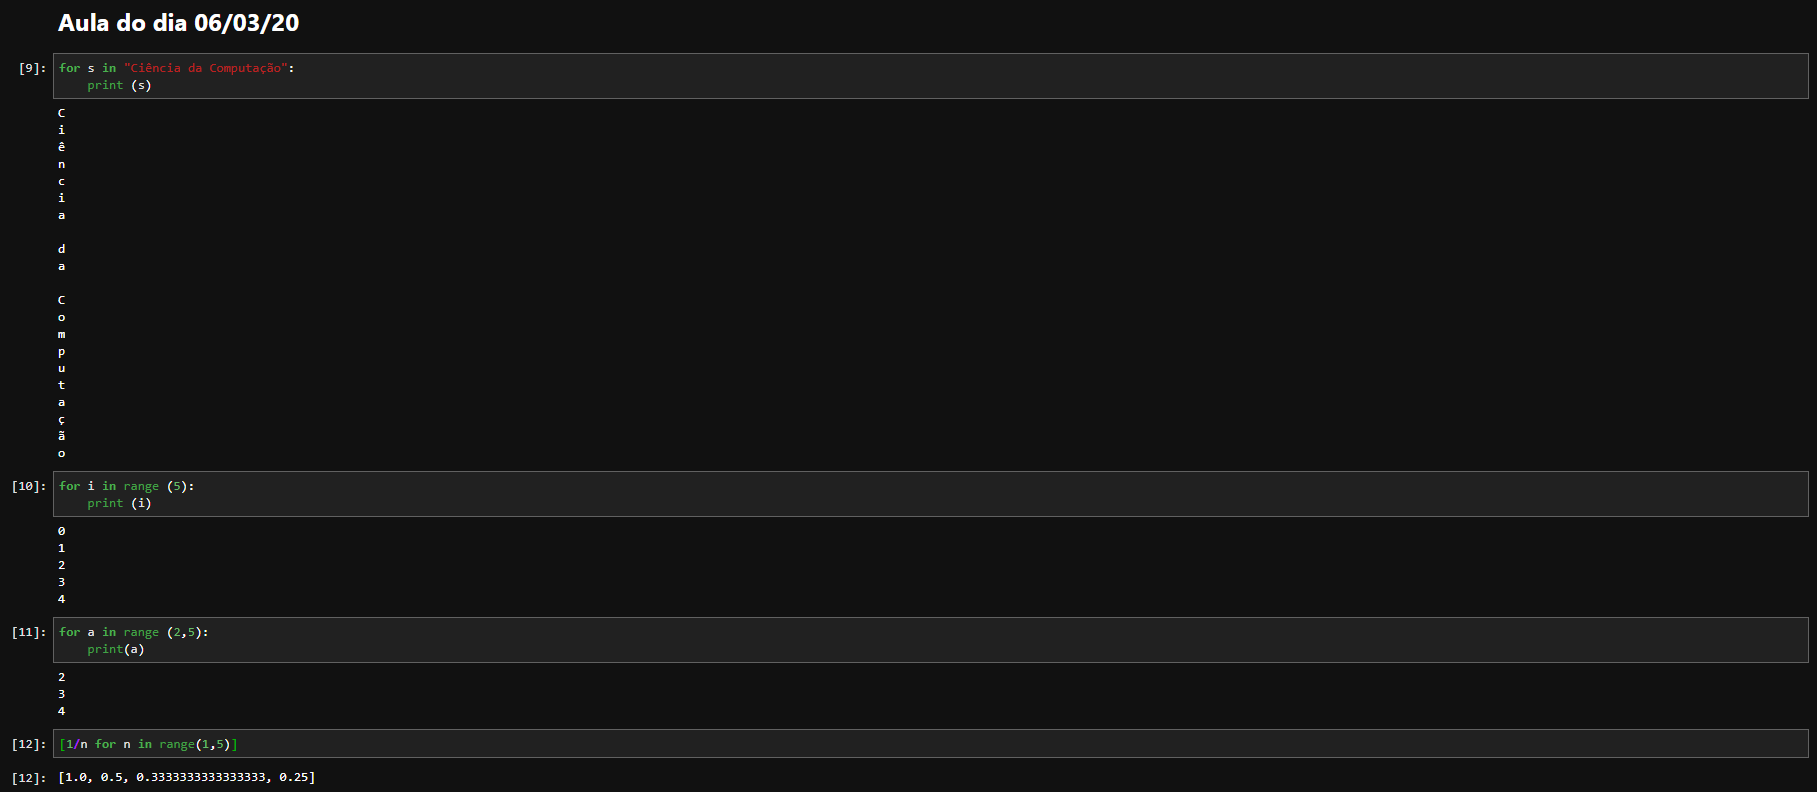 Aula do dia 06/03/20
[9]: for s in "Ciência da Computação":
    print (s)
C
i
ê
n
c
i
a

d
a

C
o
m
p
u
t
a
ç
ã
o
[10]: for i in range (5):
    print (i)
0
1
2
3
4
[11]: for a in range (2,5):
    print(a)
2
3
4
[12]: [1/n for n in range(1,5)]
[12]: [1.0, 0.5, 0.3333333333333333, 0.25]